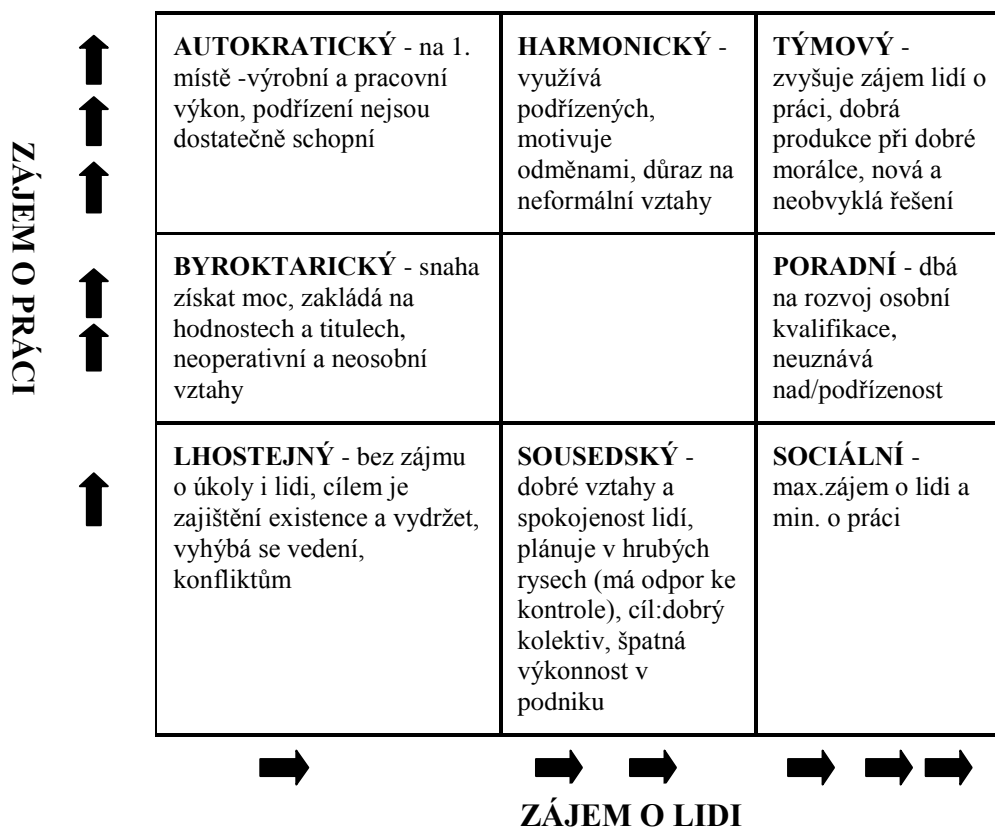 ZÁJEM O PRÁCI
AUTOKRATICKÝ - na 1.
místě -výrobní a pracovní
výkon, podřízení nejsou
dostatečně schopní
HARMONICKÝ -
využívá
podřízených,
motivuje
odměnami, důraz na
neformální vztahy
TÝMOVÝ -
zvyšuje zájem lidí o
práci, dobrá
produkce při dobré
morálce, nová a
neobvyklá řešení
BYROKTARICKÝ - snaha
získat moc, zakládá na
hodnostech a titulech,
neoperativní a neosobní
vztahy
PORADNÍ - dbá
na rozvoj osobní
kvalifikace,
neuznává
nad/podřízenost
LHOSTEJNÝ - bez zájmu
o úkoly i lidi, cílem je
zajištění existence a vydržet,
vyhýbá se vedení,
konfliktům
SOUSEDSKÝ -
dobré vztahy a
spokojenost lidí,
plánuje v hrubých
rysech (má odpor ke
kontrole), cíl:dobrý
kolektiv, špatná
výkonnost v
podniku
SOCIÁLNÍ -
max.zájem o lidi a
min. o práci
ZÁJEM O LIDI